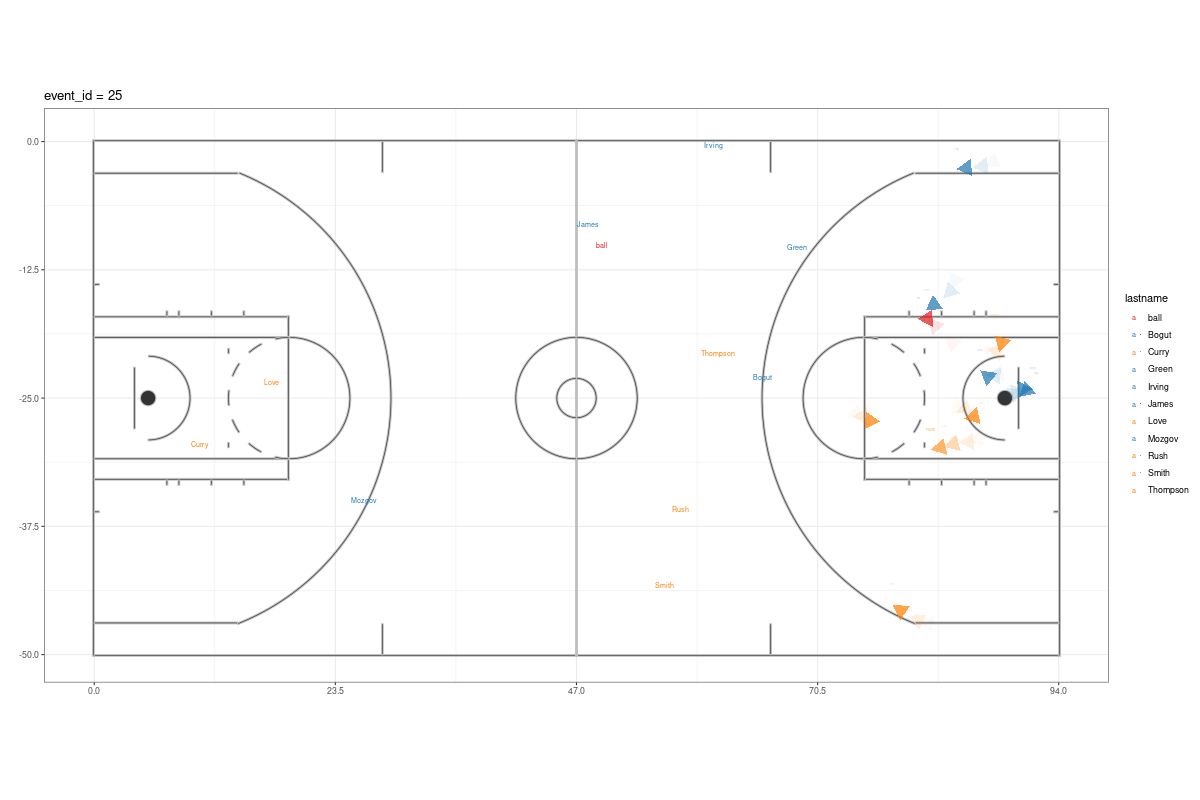 event_id = 25
0.0
-12.5
-25.0
-37.5
-50.0
0.0
23.5
47.0
70.5
94.0
Irving
James
ball
Green
Thompson
Bogut
Love
Curry
Mozgov
Rush
Smith
lastname
a ball
a Bogut
a Curry
a Green
a Irving
a James
a Love
a Mozgov
a Rush
a Smith
a Thompson